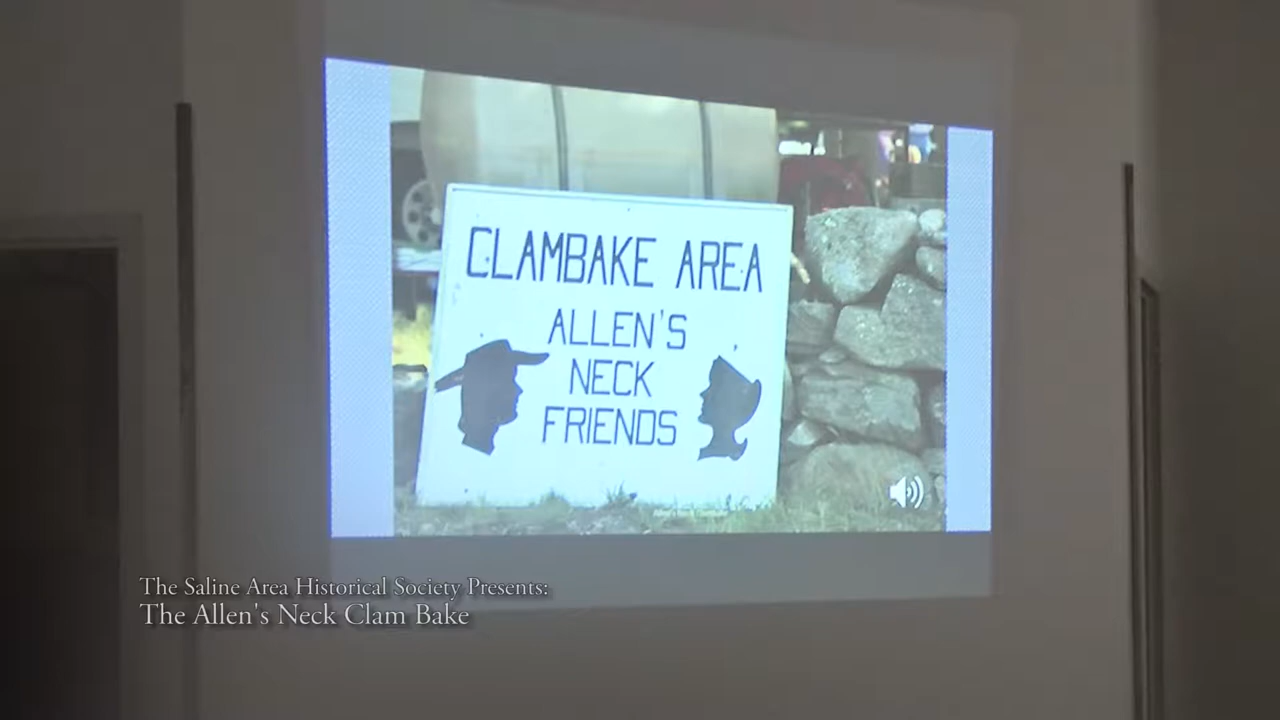 CLAMBAKE AREA
ALLEN'S
NECK
FRIENDS
The Saline Area Historical Society Presents:
The Allen's Neck Clam Bake